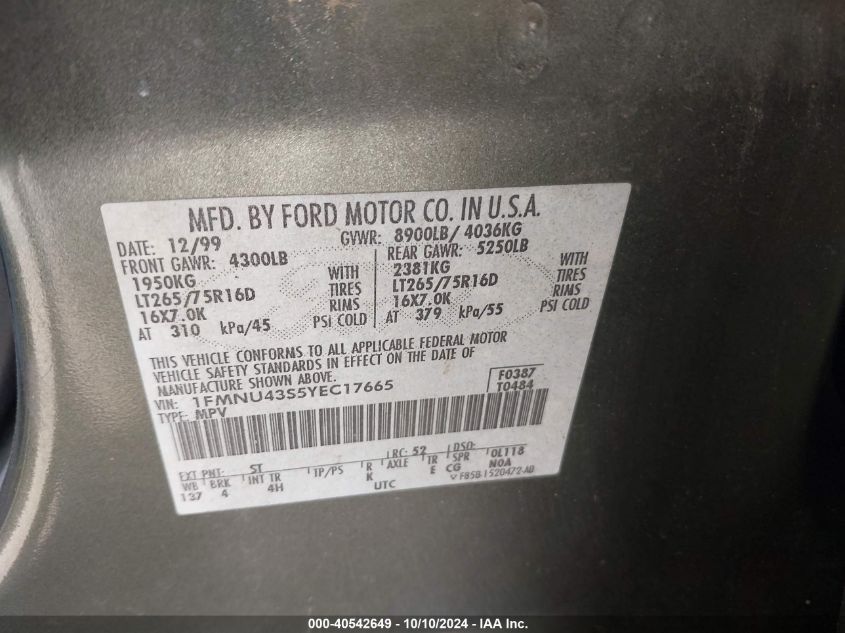 MFD. BY FORD MOTOR CO. IN U.S.A.
DATE: 12/99 GVWR: 8900LB/ 4036KG
FRONT GAWR: 4300LB REAR GAWR: 5250LB
1950KG WITH 2381KG WITH
LT265/75R16D TIRES LT265/75R16D TIRES
16X7.0K RIMS 16X7.0K RIMS
AT 310 kPa/45 PSI COLD AT 379 kPa/55 PSI COLD
THIS VEHICLE CONFORMS TO ALL APPLICABLE FEDERAL MOTOR
VEHICLE SAFETY STANDARDS IN EFFECT ON THE DATE OF
MANUFACTURE SHOWN ABOVE.
VIN: 1FMNU43S5YEC17665 F0387
TYPE: MPV T0484
EXT PNT: ST RC: 52 DSO:
WB BRK INT TR TP/PS R AXLE TR SPR 0L118
137 4 4H K E CG N0A
UTC ▽ F85B-1520472-AB
000-40542649 - 10/10/2024 - IAA Inc.